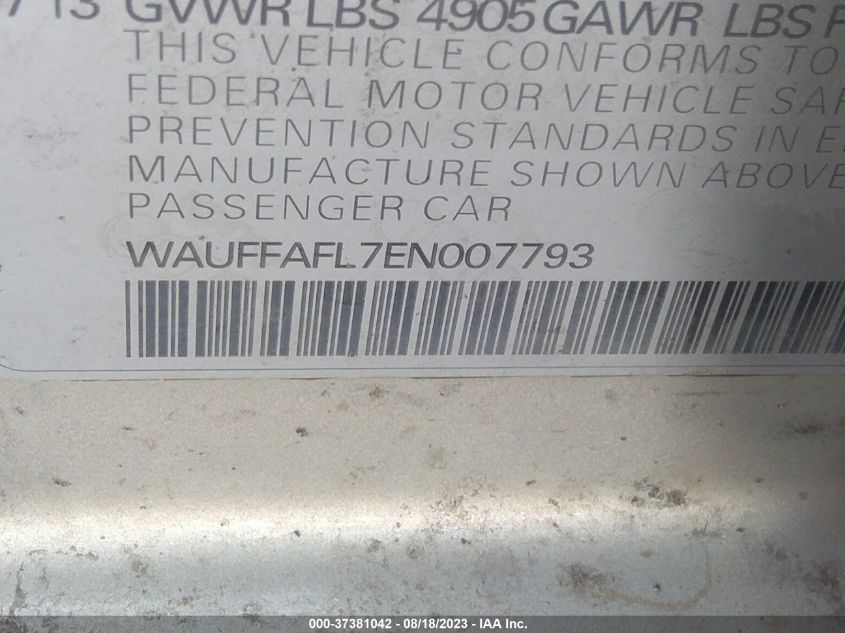 13 GVWR LBS 4905 GAWR LBS
THIS VEHICLE CONFORMS TO
FEDERAL MOTOR VEHICLE
PREVENTION STANDARDS IN
MANUFACTURE SHOWN ABOVE
PASSENGER CAR
WAUFFAFL7EN007793
000-37381042 - 08/18/2023 - IAA Inc.